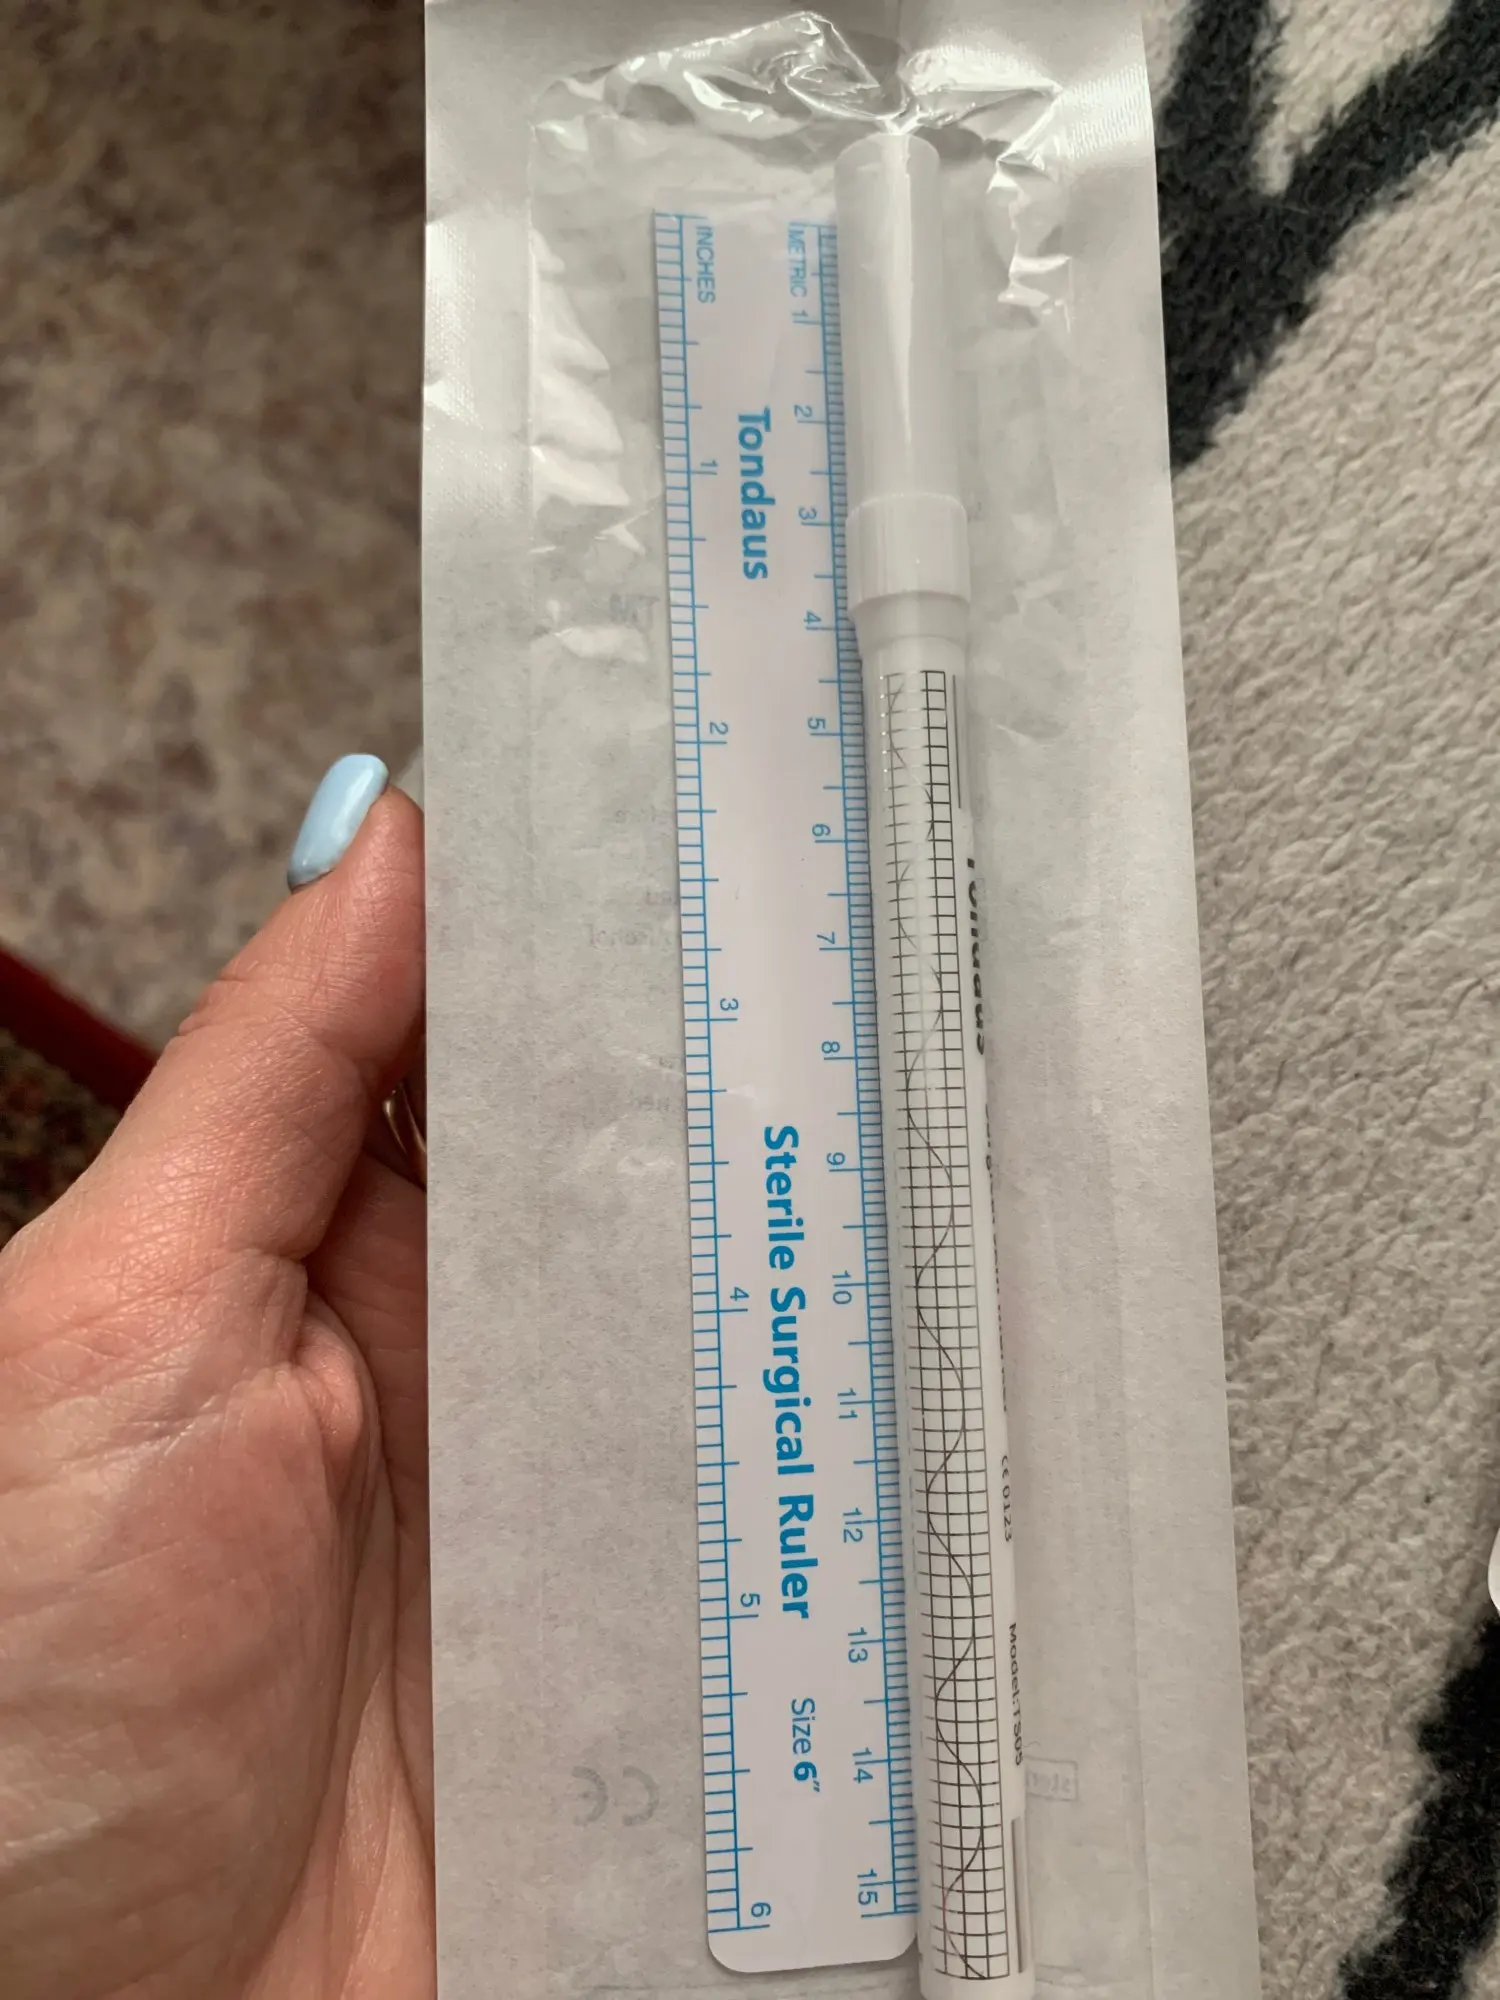 INCHES
1
2
3
4
5
6
Tondaus
Sterile Surgical Ruler Size 6"
METRIC 1 2 3 4 5 6 7 8 9 10 11 12 13 14 15
Tondaus
CE0123
Model:TS05
CE